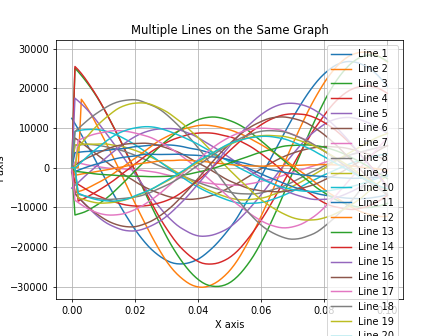 Multiple Lines on the Same Graph
30000
20000
10000
0
−10000
−20000
−30000
0.00
0.02
0.04
0.06
X axis
Line 1
Line 2
Line 3
Line 4
Line 5
Line 6
Line 7
Line 8
Line 9
Line 10
Line 11
Line 12
Line 13
Line 14
Line 15
Line 16
Line 17
Line 18
Line 19
Line 20